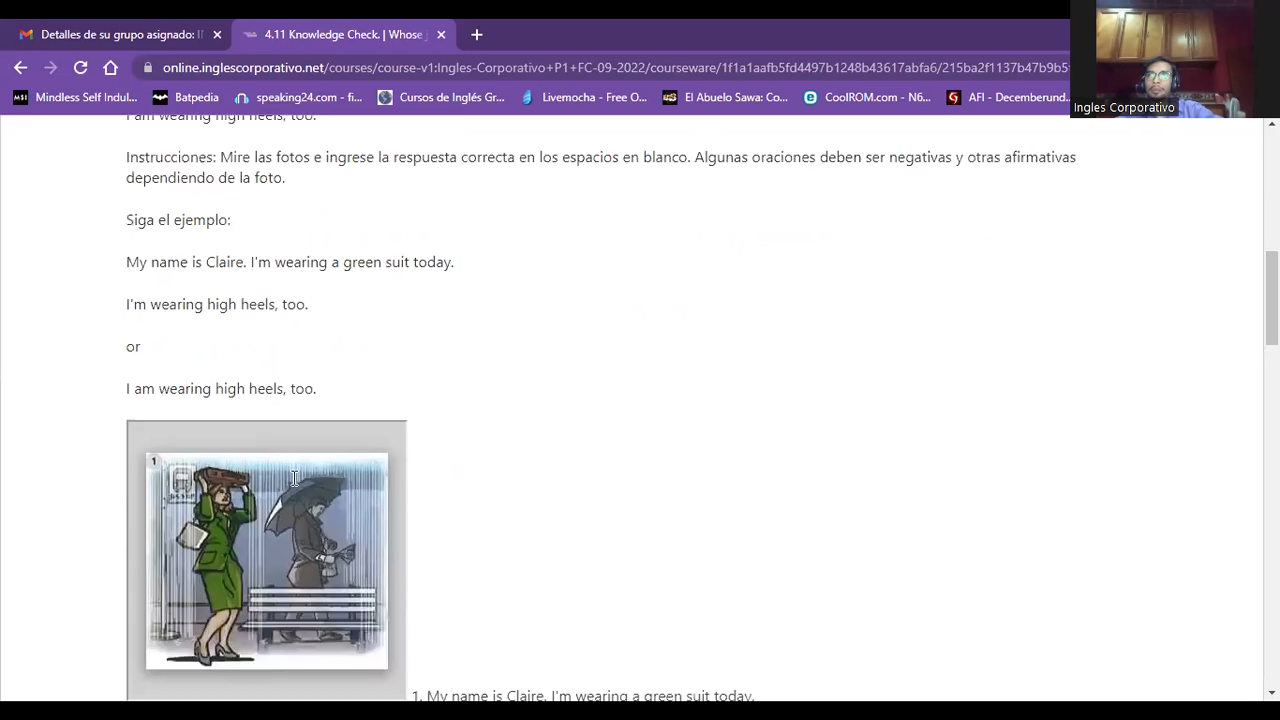 Detalles de su grupo asignado: I
4.11 Knowledge Check. | Whose
online.inglescorporativo.net/courses/course-v1:Ingles-Corporativo+P1+FC-09-2022/courseware/1f1a1aafb5fd4497b1248b43617abfa6/215ba2f1137b47b9b5
MSI Mindless Self Indul... Batpedia speaking24.com - fi... Cursos de Inglés Gr... Livemocha - Free O... El Abuelo Sawa: Co... CoolROM.com - N6... AFI - Decemberund...
Ingles Corporativo
I am wearing high heels, too.
Instrucciones: Mire las fotos e ingrese la respuesta correcta en los espacios en blanco. Algunas oraciones deben ser negativas y otras afirmativas
dependiendo de la foto.
Siga el ejemplo:
My name is Claire. I'm wearing a green suit today.
I'm wearing high heels, too.
or
I am wearing high heels, too.
1
1. My name is Claire. I'm wearing a green suit today.